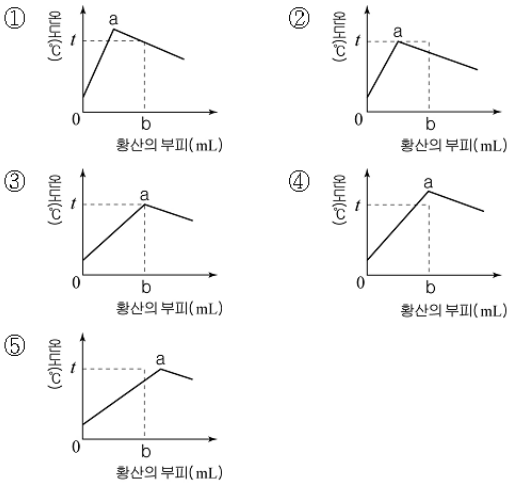 ① 온도(℃) t a 0 b 황산의 부피(mL)
② 온도(℃) t a 0 b 황산의 부피(mL)
③ 온도(℃) t a 0 b 황산의 부피(mL)
④ 온도(℃) t a 0 b 황산의 부피(mL)
⑤ 온도(℃) t a 0 b 황산의 부피(mL)